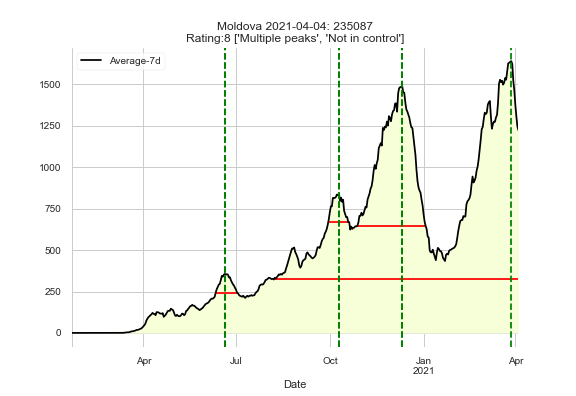 Moldova 2021-04-04: 235087
Rating:8 ['Multiple peaks', 'Not in control']
Average-7d
1500
1250
1000
750
500
250
0
Apr
Jul
Oct
Jan
2021
Apr
Date